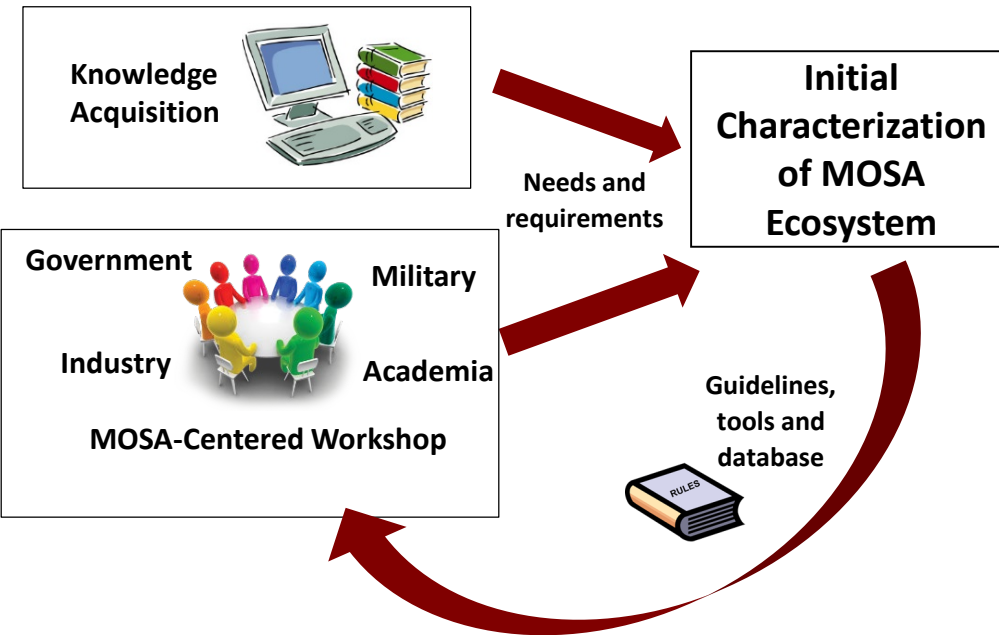 Knowledge
Acquisition
Initial
Characterization
of MOSA
Ecosystem
Needs and
requirements
Government
Military
Industry
Academia
MOSA-Centered Workshop
Guidelines,
tools and
database
RULES